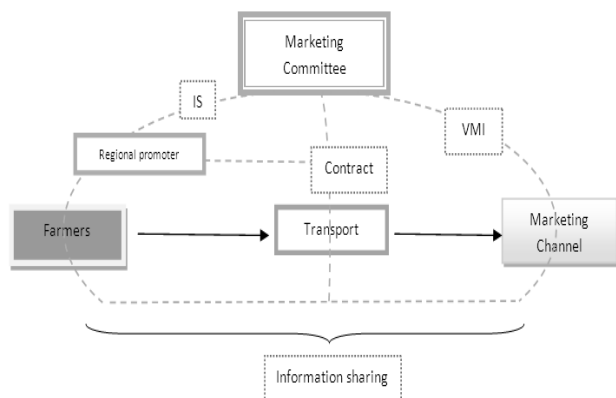 Marketing
Committee
IS
VMI
Regional promoter
Contract
Farmers
Transport
Marketing
Channel
Information sharing